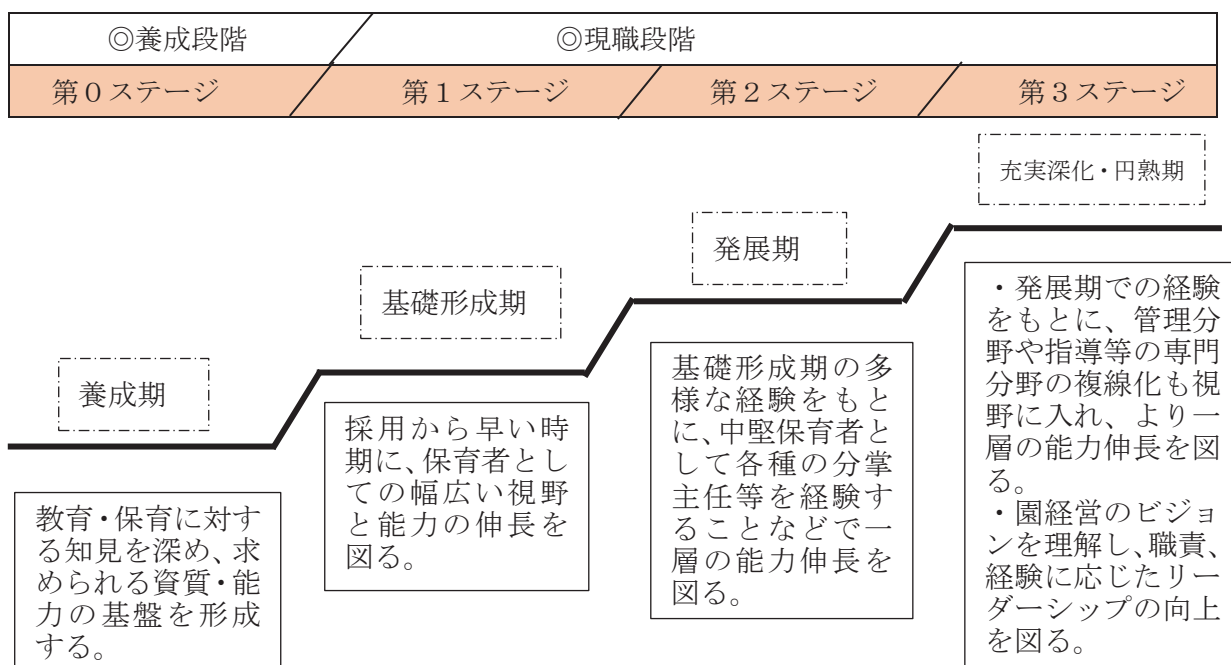 ◎養成段階
◎現職段階
第０ステージ
第１ステージ
第２ステージ
第３ステージ
養成期
教育・保育に対す
る知見を深め、求
められる資質・能
力の基盤を形成
する。
基礎形成期
採用から早い時
期に、保育者とし
ての幅広い視野
と能力の伸長を
図る。
発展期
基礎形成期の多
様な経験をもと
に、中堅保育者と
して各種の分掌
主任等を経験す
ることなどで一
層の能力伸長を
図る。
充実深化・円熟期
・発展期での経験
をもとに、管理分
野や指導等の専門
分野の複線化も視
野に入れ、より一
層の能力伸長を図
る。
・園経営のビジョ
ンを理解し、職責、
経験に応じたリー
ダーシップの向上
を図る。